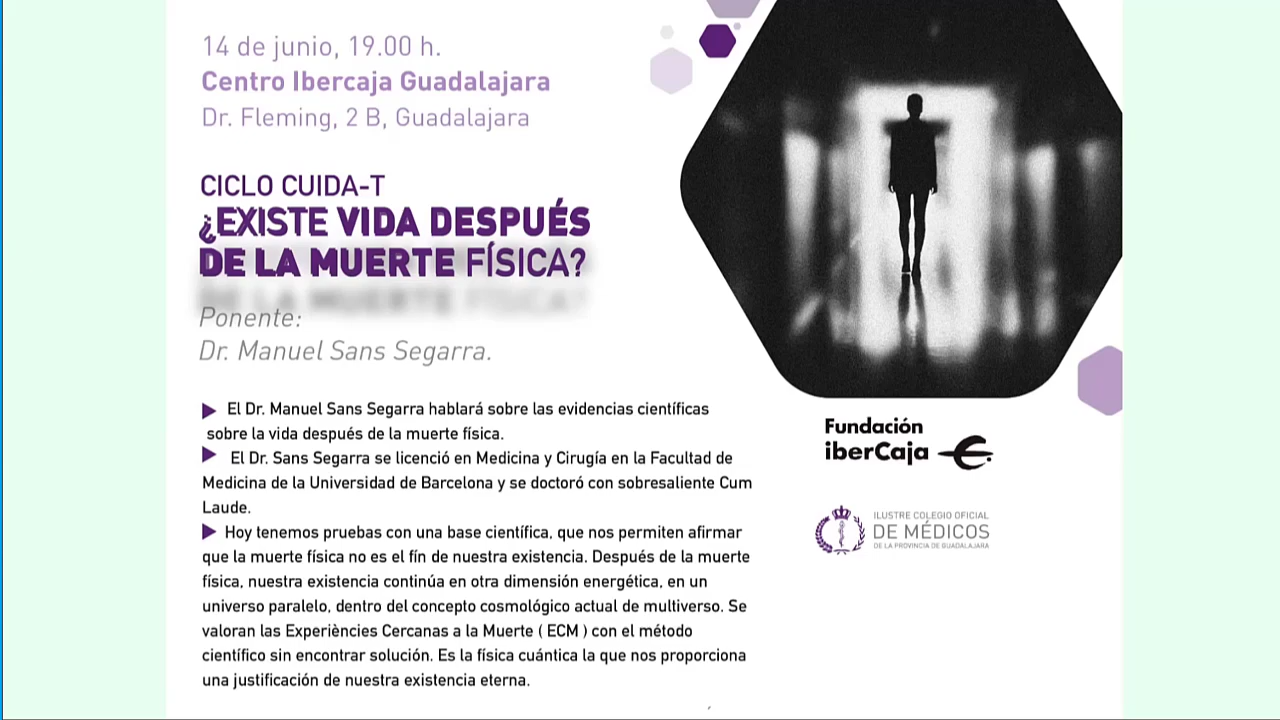 14 de junio, 19.00 h.
Centro Ibercaja Guadalajara
Dr. Fleming, 2 B, Guadalajara
CICLO CUIDA-T
¿EXISTE VIDA DESPUÉS
DE LA MUERTE FÍSICA?
Ponente:
Dr. Manuel Sans Segarra.
El Dr. Manuel Sans Segarra hablará sobre las evidencias científicas
sobre la vida después de la muerte física.
El Dr. Sans Segarra se licenció en Medicina y Cirugía en la Facultad de
Medicina de la Universidad de Barcelona y se doctoró con sobresaliente Cum
Laude.
Hoy tenemos pruebas con una base científica, que nos permiten afirmar
que la muerte física no es el fín de nuestra existencia. Después de la muerte
física, nuestra existencia continúa en otra dimensión energética, en un
universo paralelo, dentro del concepto cosmológico actual de multiverso. Se
valoran las Experiències Cercanas a la Muerte ( ECM ) con el método
científico sin encontrar solución. Es la física cuántica la que nos proporciona
una justificación de nuestra existencia eterna.
Fundación
iberCaja
ILUSTRE COLEGIO OFICIAL
DE MÉDICOS
DE LA PROVINCIA DE GUADALAJARA